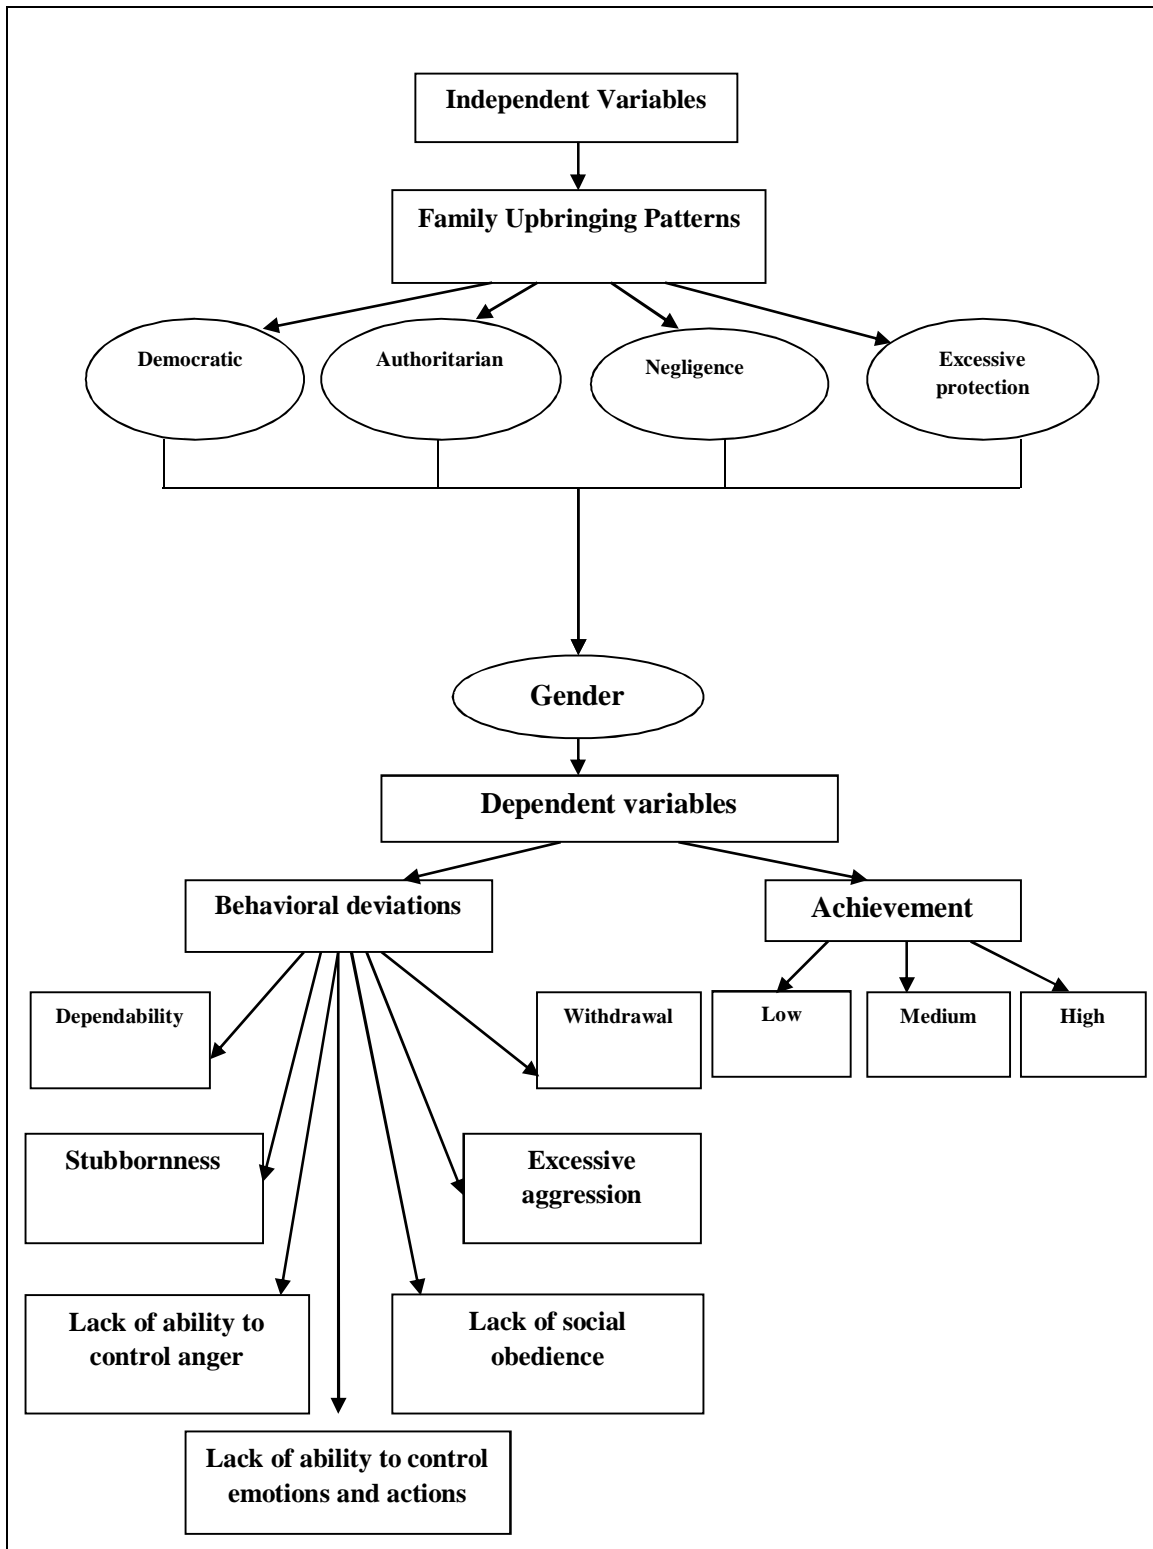 Independent Variables
Family Upbringing Patterns
Democratic
Authoritarian
Negligence
Excessive
protection
Gender
Dependent variables
Behavioral deviations
Achievement
Dependability
Withdrawal
Low
Medium
High
Stubbornness
Excessive
aggression
Lack of ability to
control anger
Lack of social
obedience
Lack of ability to control
emotions and actions